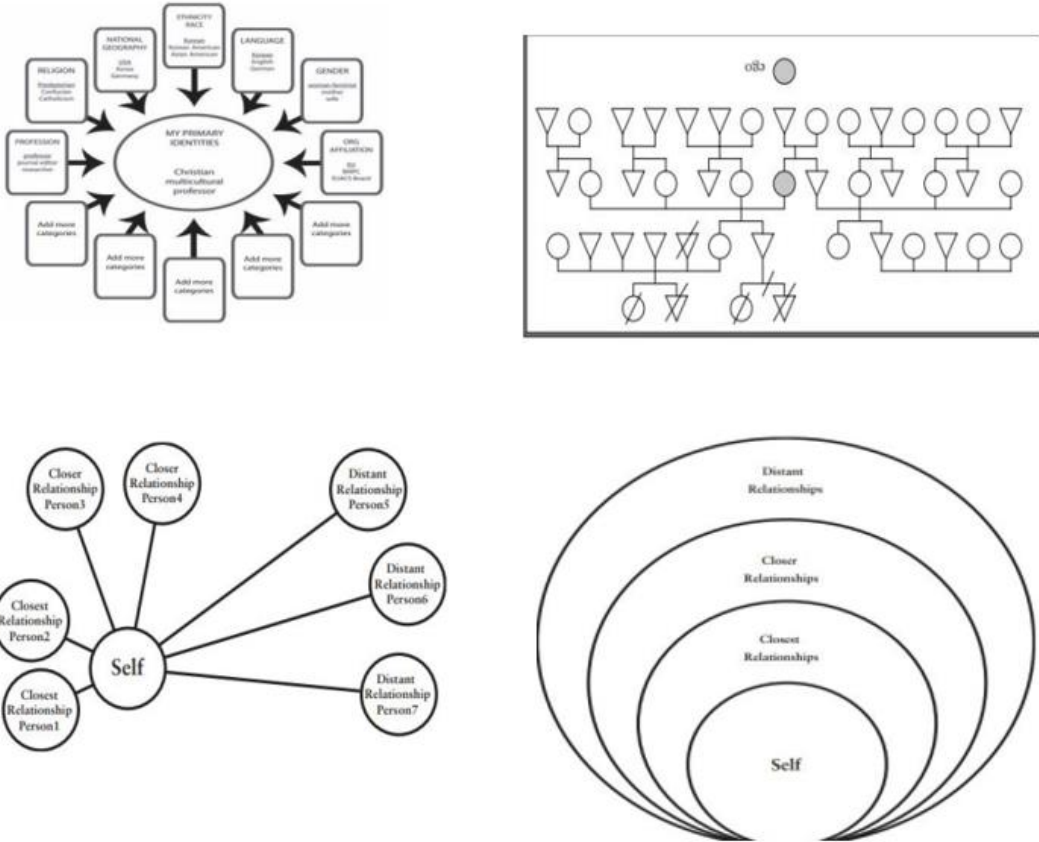 ETHNICITY
RACE
Korean
Korean American
Asian American
NATIONAL
GEOGRAPHY
USA
Korea
Germany
LANGUAGE
Korean
English
German
RELIGION
Presbyterian
Confucian
Catholicism
GENDER
woman-feminine
mother
wife
PROFESSION
professor
journal editor
researcher
MY PRIMARY
IDENTITIES
Christian
multicultural
professor
ORG
AFFILIATION
EU
Board
Add more
categories
Add more
categories
Add more
categories
Add more
categories
Add more
categories
Closer
Relationship
Person3
Closer
Relationship
Person4
Distant
Relationship
Person5
Distant
Relationship
Person6
Closest
Relationship
Person2
Self
Closest
Relationship
Person1
Distant
Relationship
Person7
Distant
Relationships
Closer
Relationships
Closest
Relationships
Self